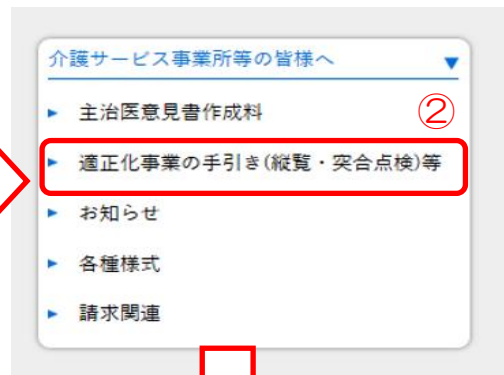 介護サービス事業所等の皆様へ ▼
► 主治医意見書作成料
②
► 適正化事業の手引き(縦覧・突合点検)等
► お知らせ
► 各種様式
► 請求関連